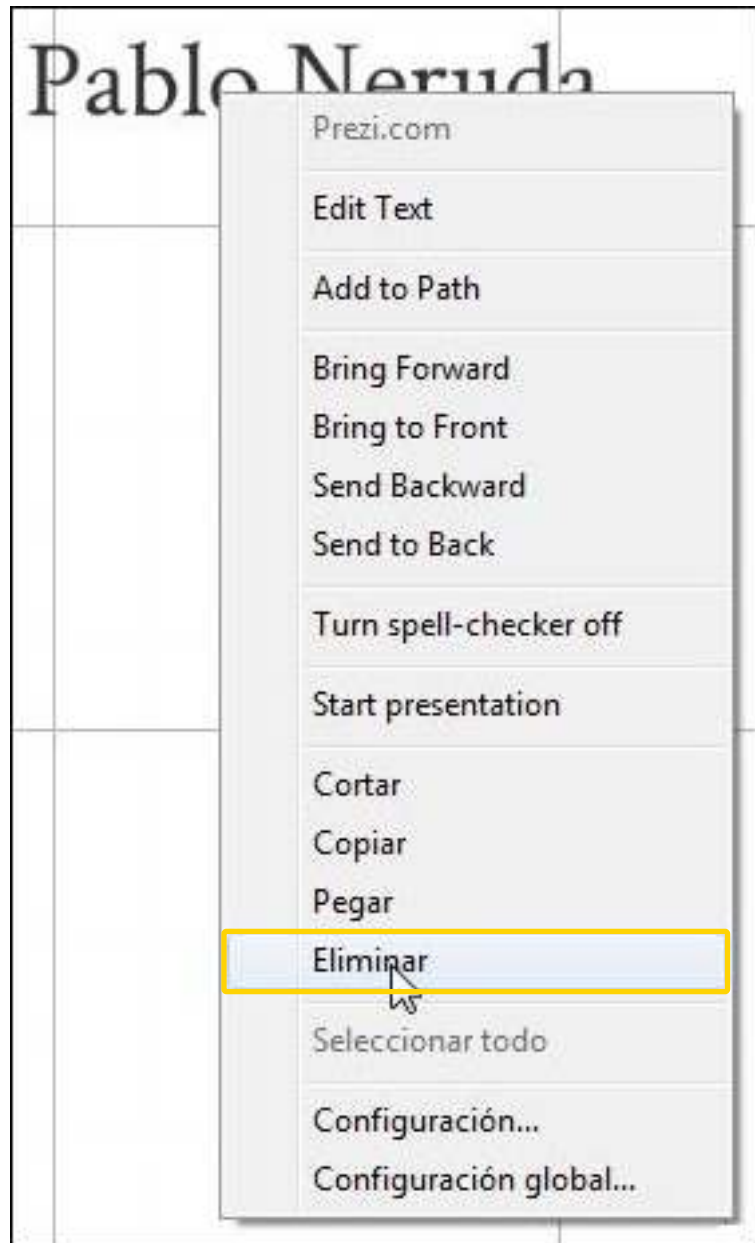 Pablo Neruda
Prezi.com
Edit Text
Add to Path
Bring Forward
Bring to Front
Send Backward
Send to Back
Turn spell-checker off
Start presentation
Cortar
Copiar
Pegar
Eliminar
Seleccionar todo
Configuración...
Configuración global...